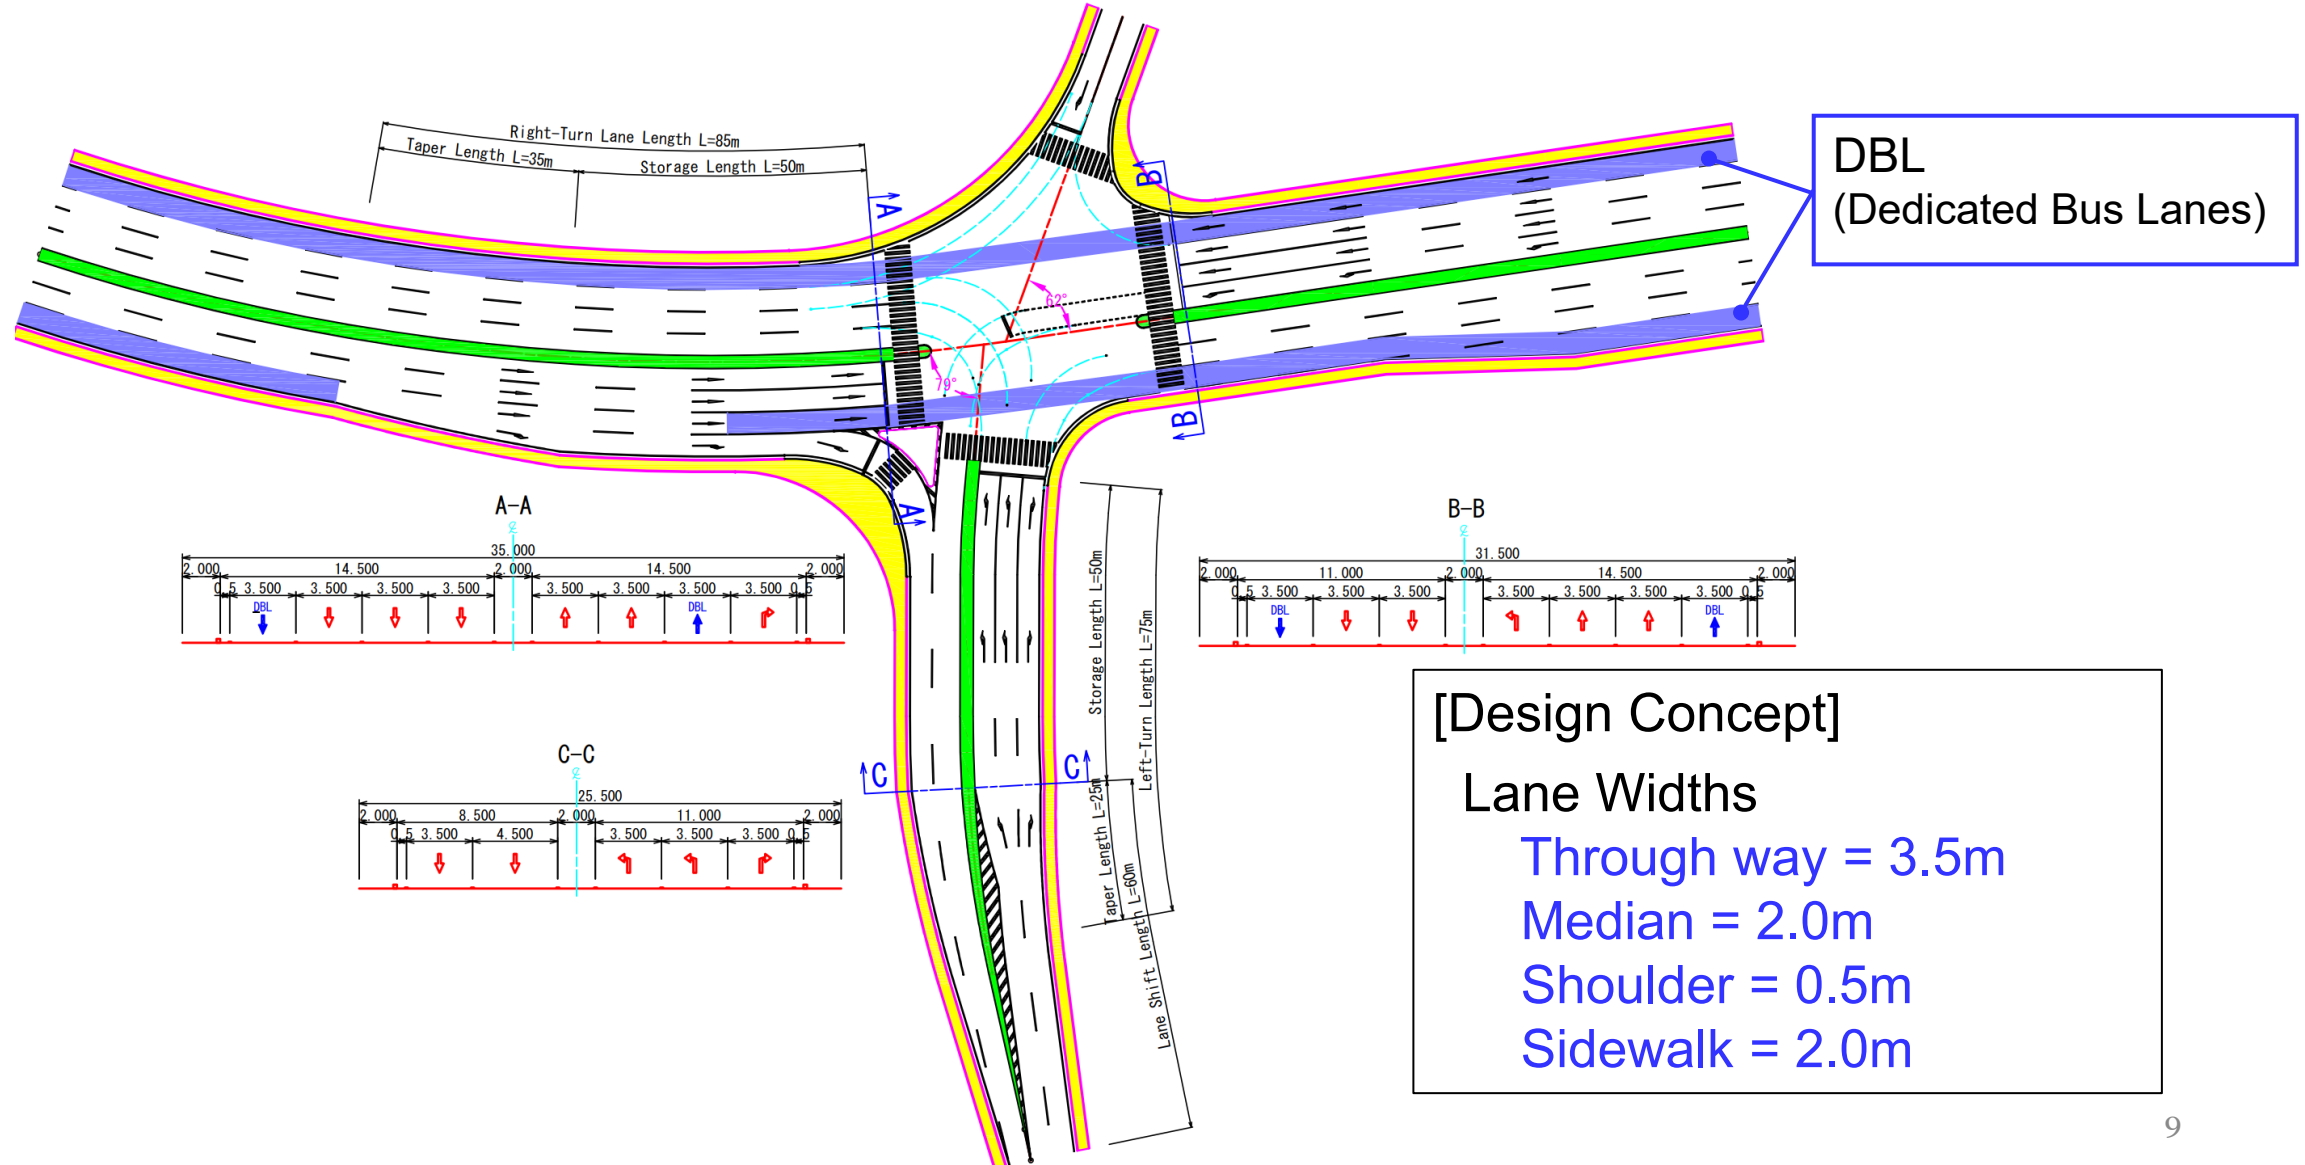 Right-Turn Lane Length L=85m
Taper Length L=35m
Storage Length L=50m
A
B
DBL
(Dedicated Bus Lanes)
62°
79°
B
A
A-A
35.000
2.000 14.500 2.000 14.500 2.000
0.5 3.500 3.500 3.500 3.500 3.500 3.500 3.500 3.500 0.5
DBL DBL
B-B
31.500
2.000 11.000 2.000 14.500 2.000
0.5 3.500 3.500 3.500 3.500 3.500 3.500 3.500 0.5
DBL DBL
Storage Length L=50m
Left-Turn Length L=75m
Taper Length L=25m
Lane Shift Length L=60m
C
C
C-C
25.500
2.000 8.500 2.000 11.000 2.000
0.5 3.500 4.500 3.500 3.500 3.500 0.5
[Design Concept]
Lane Widths
Through way = 3.5m
Median = 2.0m
Shoulder = 0.5m
Sidewalk = 2.0m
9